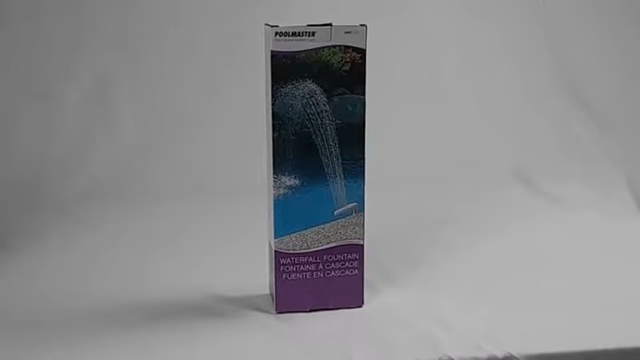 POOLMASTER®
WATERFALL FOUNTAIN
FONTAINE À CASCADE
FUENTE EN CASCADA